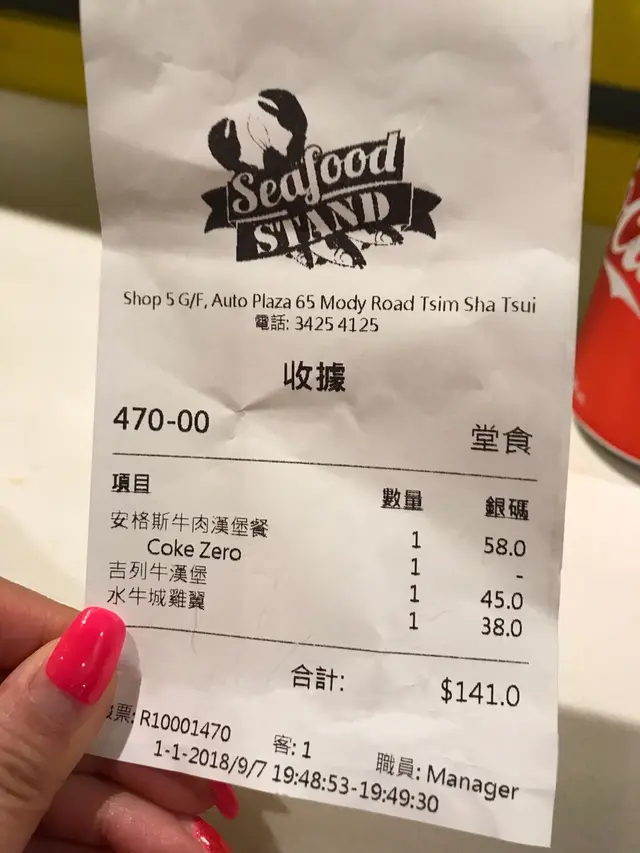 Seafood
STAND
Shop 5 G/F, Auto Plaza 65 Mody Road Tsim Sha Tsui
電話: 3425 4125
收據
470-00 堂食
項目 數量 銀碼
安格斯牛肉漢堡餐 1 58.0
Coke Zero 1 -
吉列牛漢堡 1 45.0
水牛城雞翼 1 38.0
合計: $141.0
票: R10001470 客: 1 職員: Manager
1-1-2018/9/7 19:48:53-19:49:30